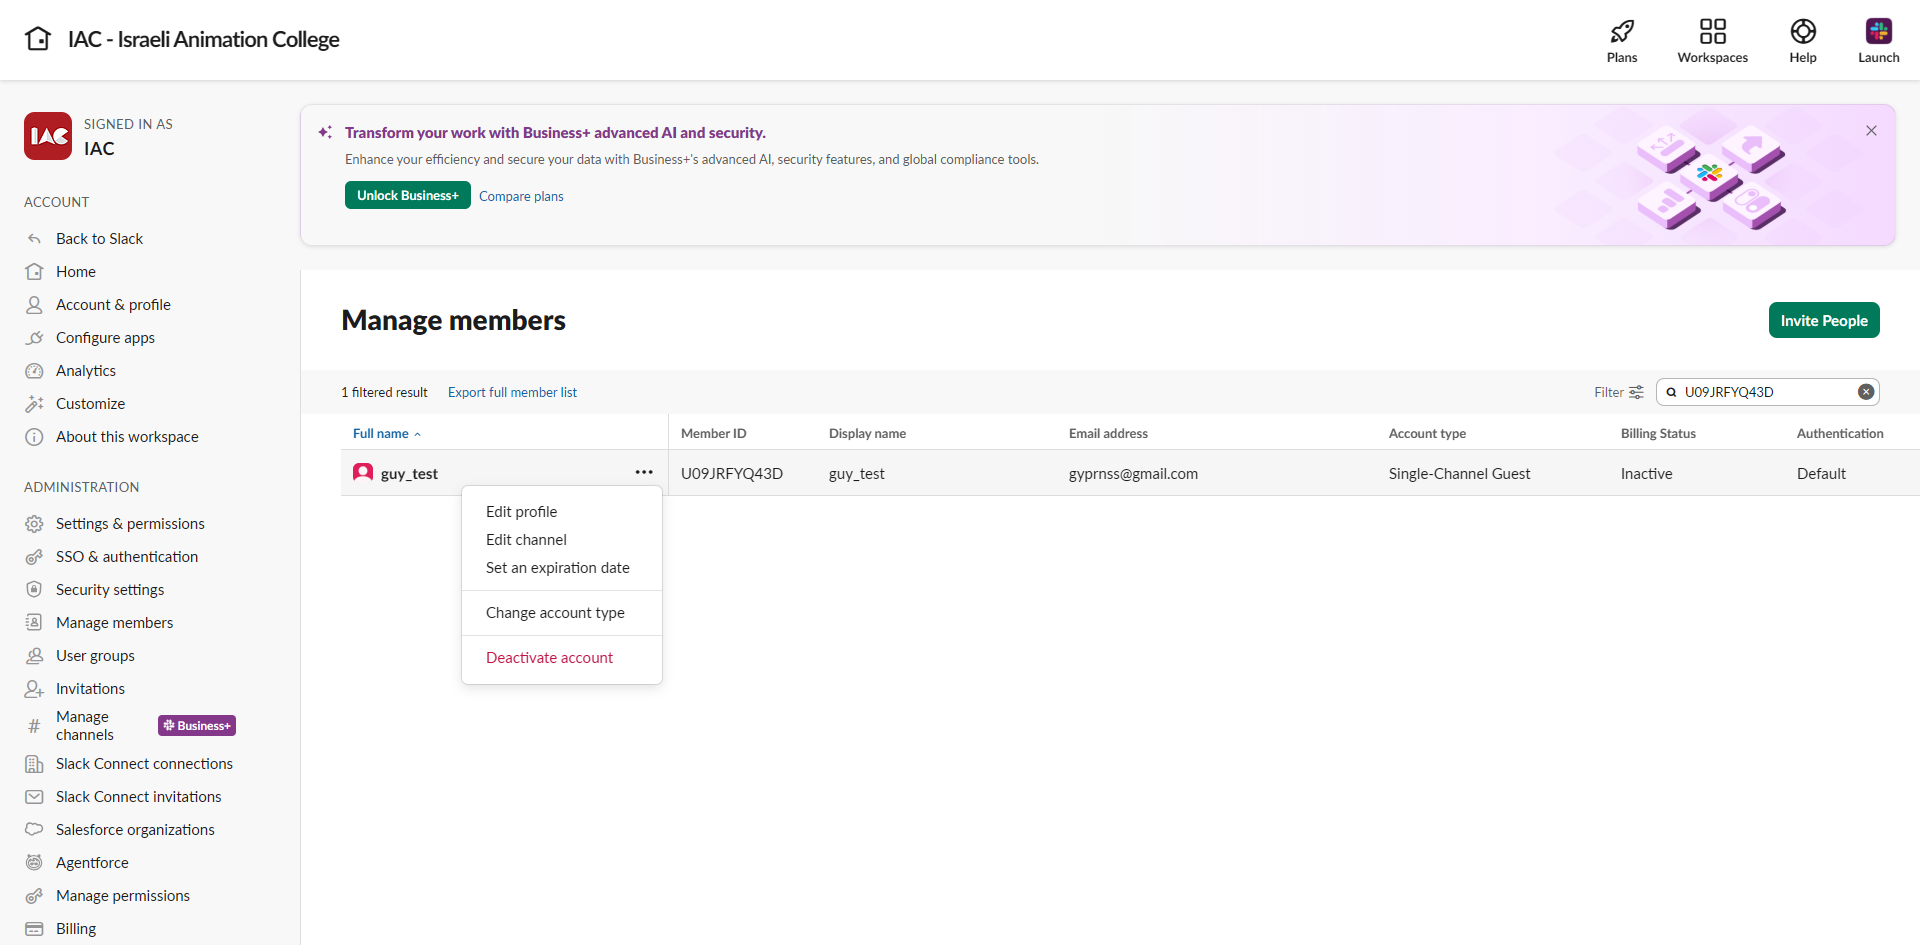 IAC - Israeli Animation College
Plans
Workspaces
Help
Launch
IAC
SIGNED IN AS
IAC
ACCOUNT
Back to Slack
Home
Account & profile
Configure apps
Analytics
Customize
About this workspace
ADMINISTRATION
Settings & permissions
SSO & authentication
Security settings
Manage members
User groups
Invitations
Manage
channels
Business+
Slack Connect connections
Slack Connect invitations
Salesforce organizations
Agentforce
Manage permissions
Billing
Transform your work with Business+ advanced AI and security.
Enhance your efficiency and secure your data with Business+'s advanced AI, security features, and global compliance tools.
Unlock Business+
Compare plans
Manage members
Invite People
1 filtered result
Export full member list
Filter
U09JRFYQ43D
Full name
Member ID
Display name
Email address
Account type
Billing Status
Authentication
guy_test
U09JRFYQ43D
guy_test
gyprnss@gmail.com
Single-Channel Guest
Inactive
Default
Edit profile
Edit channel
Set an expiration date
Change account type
Deactivate account